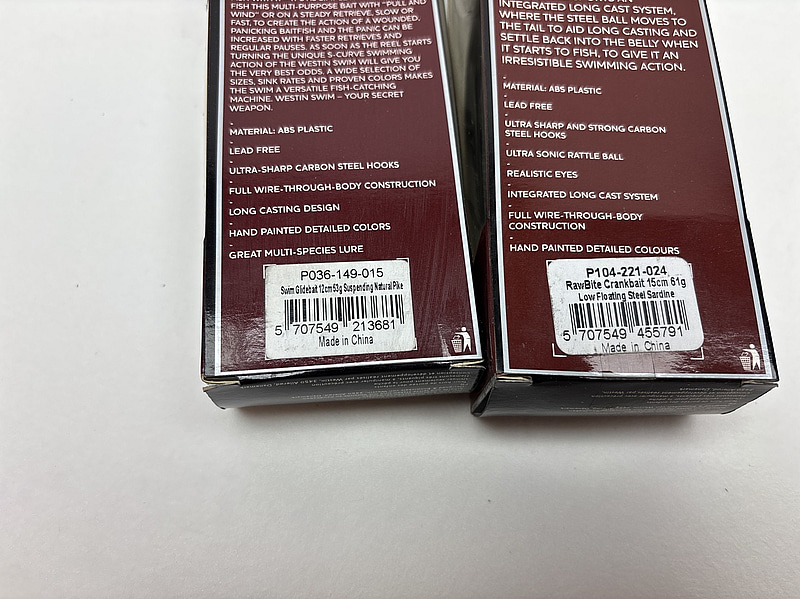 FISH THIS MULTI-PURPOSE BAIT WITH "PULL AND
WIND" OR ON A STEADY RETRIEVE, SLOW OR
FAST, TO CREATE THE ACTION OF A WOUNDED,
PANICKING BAITFISH AND THE PANIC CAN BE
INCREASED WITH FASTER RETRIEVES AND
REGULAR PAUSES. AS SOON AS THE REEL STARTS
TURNING THE UNIQUE S-CURVE SWIMMING
ACTION OF THE WESTIN SWIM WILL GIVE YOU
THE VERY BEST ODDS. A WIDE SELECTION OF
SIZES, SINK RATES AND PROVEN COLORS MAKES
THE SWIM A VERSATILE FISH-CATCHING
MACHINE. WESTIN SWIM – YOUR SECRET
WEAPON.
-
MATERIAL: ABS PLASTIC
-
LEAD FREE
-
ULTRA-SHARP CARBON STEEL HOOKS
-
FULL WIRE-THROUGH-BODY CONSTRUCTION
-
LONG CASTING DESIGN
-
HAND PAINTED DETAILED COLORS
-
GREAT MULTI-SPECIES LURE
P036-149-015
Swim Glidebait 12cm 53g Suspending Natural Pike
5 707549 213681
Made in China
INTEGRATED LONG CAST SYSTEM,
WHERE THE STEEL BALL MOVES TO
THE TAIL TO AID LONG CASTING AND
SETTLE BACK INTO THE BELLY WHEN
IT STARTS TO FISH, TO GIVE IT AN
IRRESISTIBLE SWIMMING ACTION.
-
MATERIAL: ABS PLASTIC
-
LEAD FREE
-
ULTRA SHARP AND STRONG CARBON
STEEL HOOKS
-
ULTRA SONIC RATTLE BALL
-
REALISTIC EYES
-
INTEGRATED LONG CAST SYSTEM
-
FULL WIRE-THROUGH-BODY
CONSTRUCTION
-
HAND PAINTED DETAILED COLOURS
P104-221-024
RawBite Crankbait 15cm 61g
Low Floating Steel Sardine
5 707549 455791
Made in China